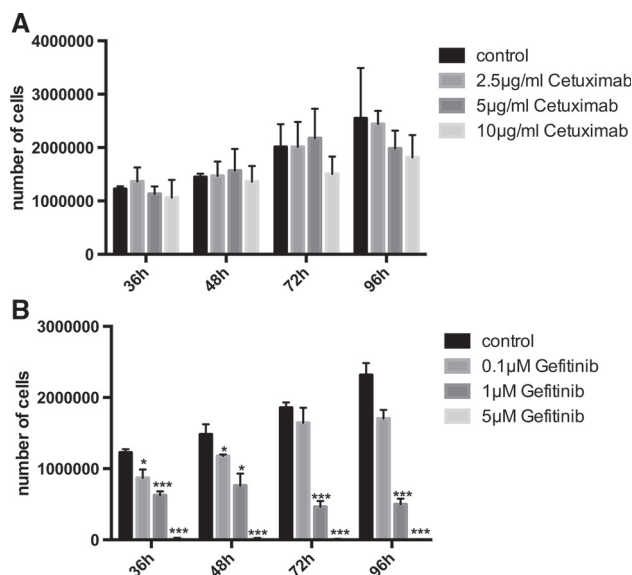 A
number of cells
4000000
3000000
2000000
1000000
0
36h
48h
72h
96h
control
2.5µg/ml Cetuximab
5µg/ml Cetuximab
10µg/ml Cetuximab
B
number of cells
3000000
2000000
1000000
0
*
***
***
*
*
***
***
***
***
***
36h
48h
72h
96h
control
0.1µM Gefitinib
1µM Gefitinib
5µM Gefitinib